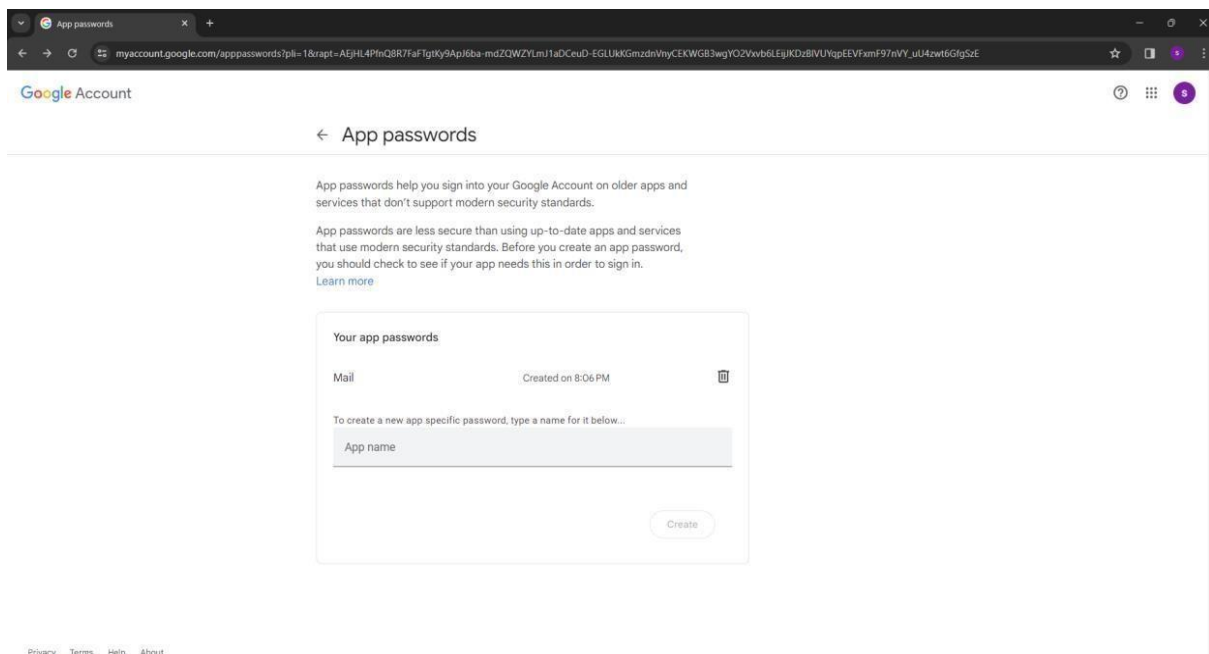 App passwords
myaccount.google.com/apppasswords?pli=1&rapt=AEjHL4PfnQ8R7FaFTgtKy9ApJ6ba-mdZQWZYLmJ1aDCeuD-EGLUkKGmzdnVnyCEKWGB3wgYO2Vxvb6LEijJKDzBlVUYqpEEVFxmF97nVY_uU4zwt6GfgSzE
s
Google Account
s
App passwords
App passwords help you sign into your Google Account on older apps and
services that don't support modern security standards.
App passwords are less secure than using up-to-date apps and services
that use modern security standards. Before you create an app password,
you should check to see if your app needs this in order to sign in.
Learn more
Your app passwords
Mail Created on 8:06 PM
To create a new app specific password, type a name for it below...
App name
Create
Privacy Terms Help About